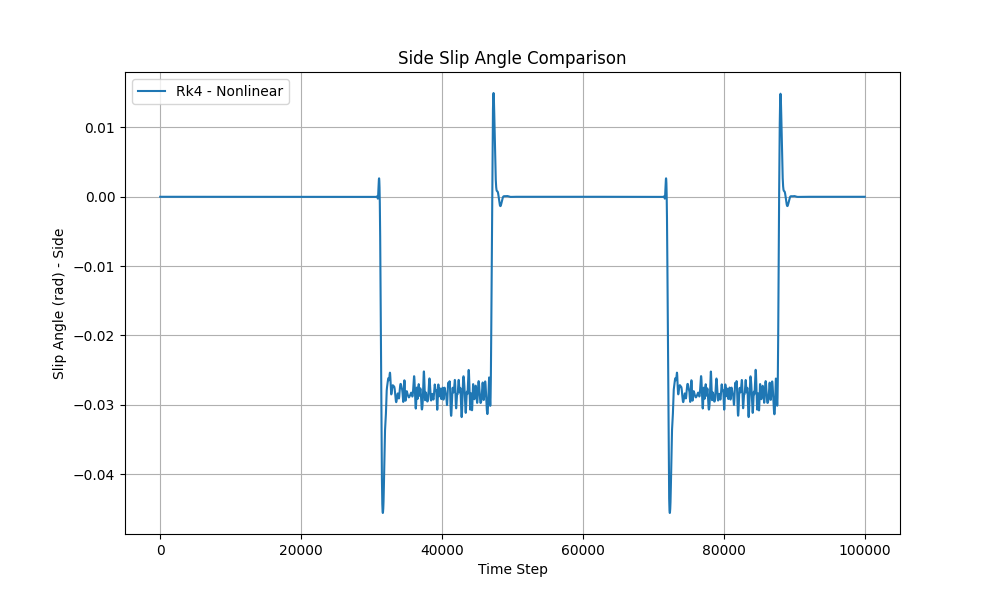 Side Slip Angle Comparison
Rk4 - Nonlinear
Slip Angle (rad) - Side
0.01
0.00
−0.01
−0.02
−0.03
−0.04
0 20000 40000 60000 80000 100000
Time Step